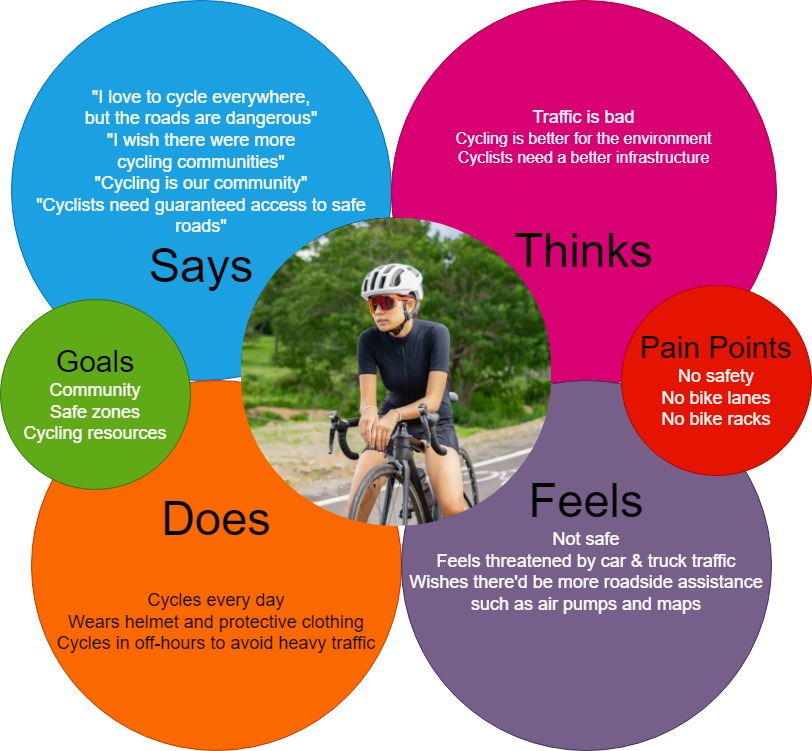 "I love to cycle everywhere,
but the roads are dangerous"
"I wish there were more
cycling communities"
"Cycling is our community"
"Cyclists need guaranteed access to safe
roads"
Says
Traffic is bad
Cycling is better for the environment
Cyclists need a better infrastructure
Thinks
Goals
Community
Safe zones
Cycling resources
Pain Points
No safety
No bike lanes
No bike racks
Does
Cycles every day
Wears helmet and protective clothing
Cycles in off-hours to avoid heavy traffic
Feels
Not safe
Feels threatened by car & truck traffic
Wishes there'd be more roadside assistance
such as air pumps and maps